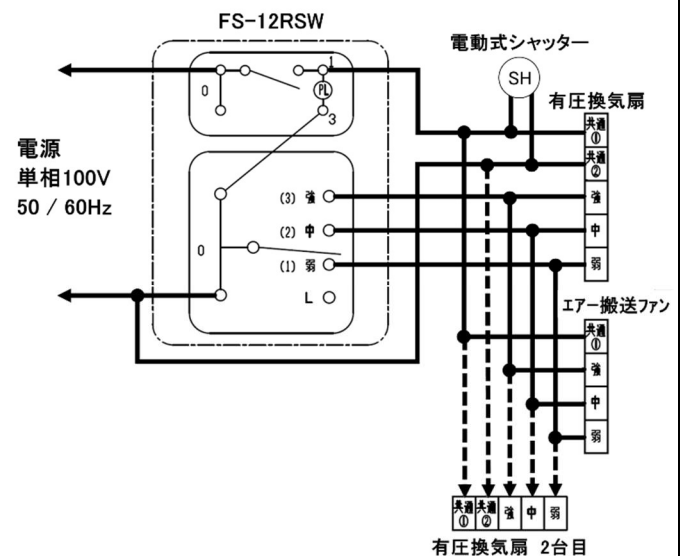 FS-12RSW
電動式シャッター
SH
有圧換気扇
共通①
共通②
強
中
弱
0
1
PL
3
電源
単相100V
50 / 60Hz
0
(3) 強
(2) 中
(1) 弱
L
エアー搬送ファン
共通①
強
中
弱
共通① 共通② 強 中 弱
有圧換気扇 2台目